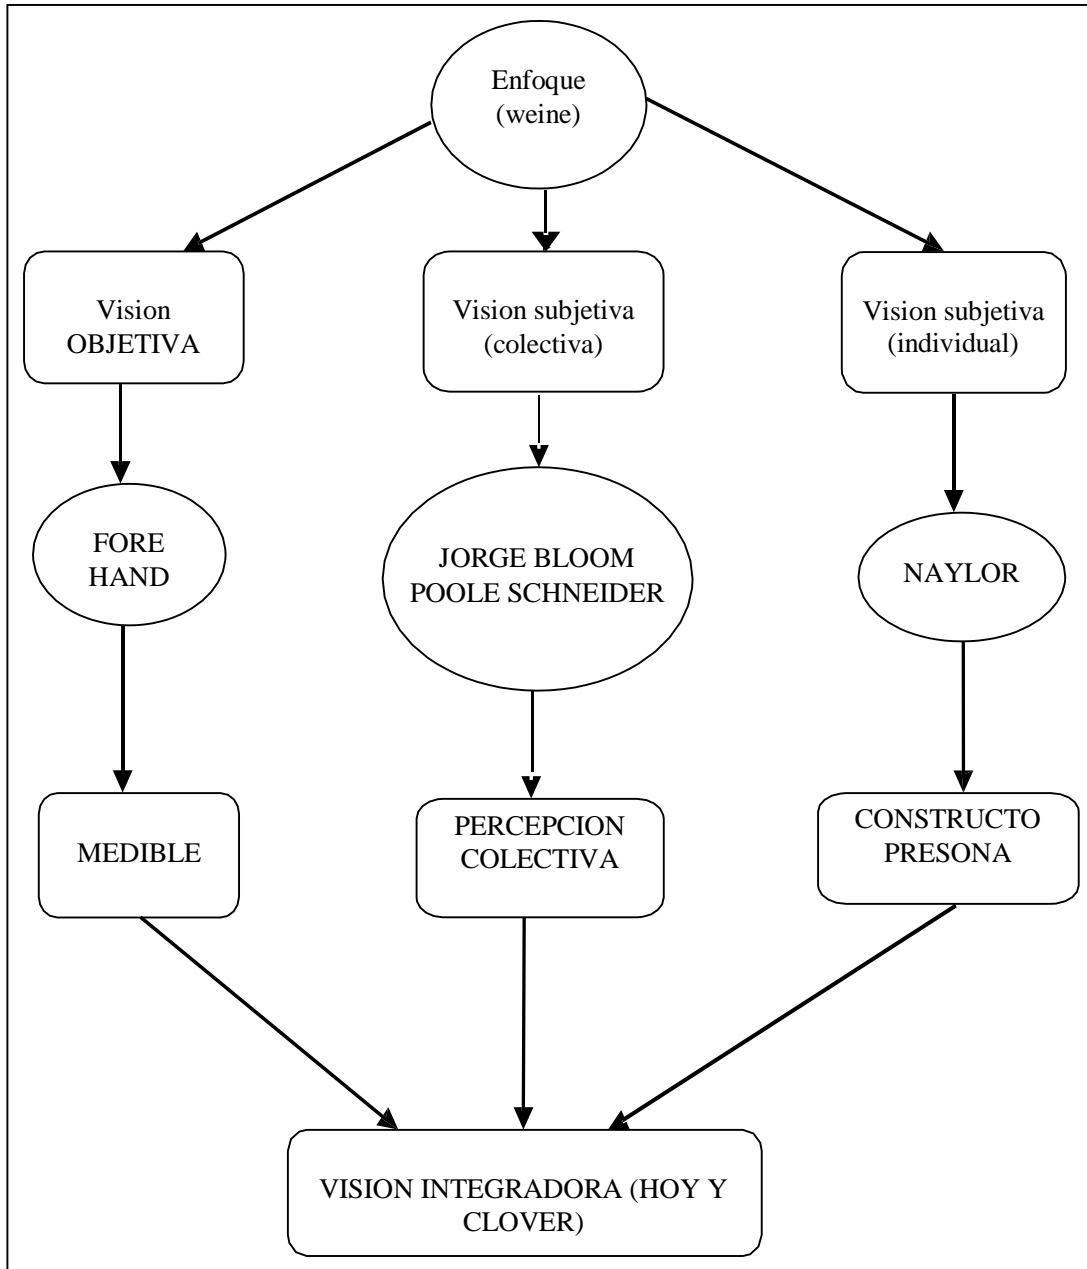 Enfoque
(weine)
Vision
OBJETIVA
Vision subjetiva
(colectiva)
Vision subjetiva
(individual)
FORE
HAND
JORGE BLOOM
POOLE SCHNEIDER
NAYLOR
MEDIBLE
PERCEPCION
COLECTIVA
CONSTRUCTO
PRESONA
VISION INTEGRADORA (HOY Y
CLOVER)